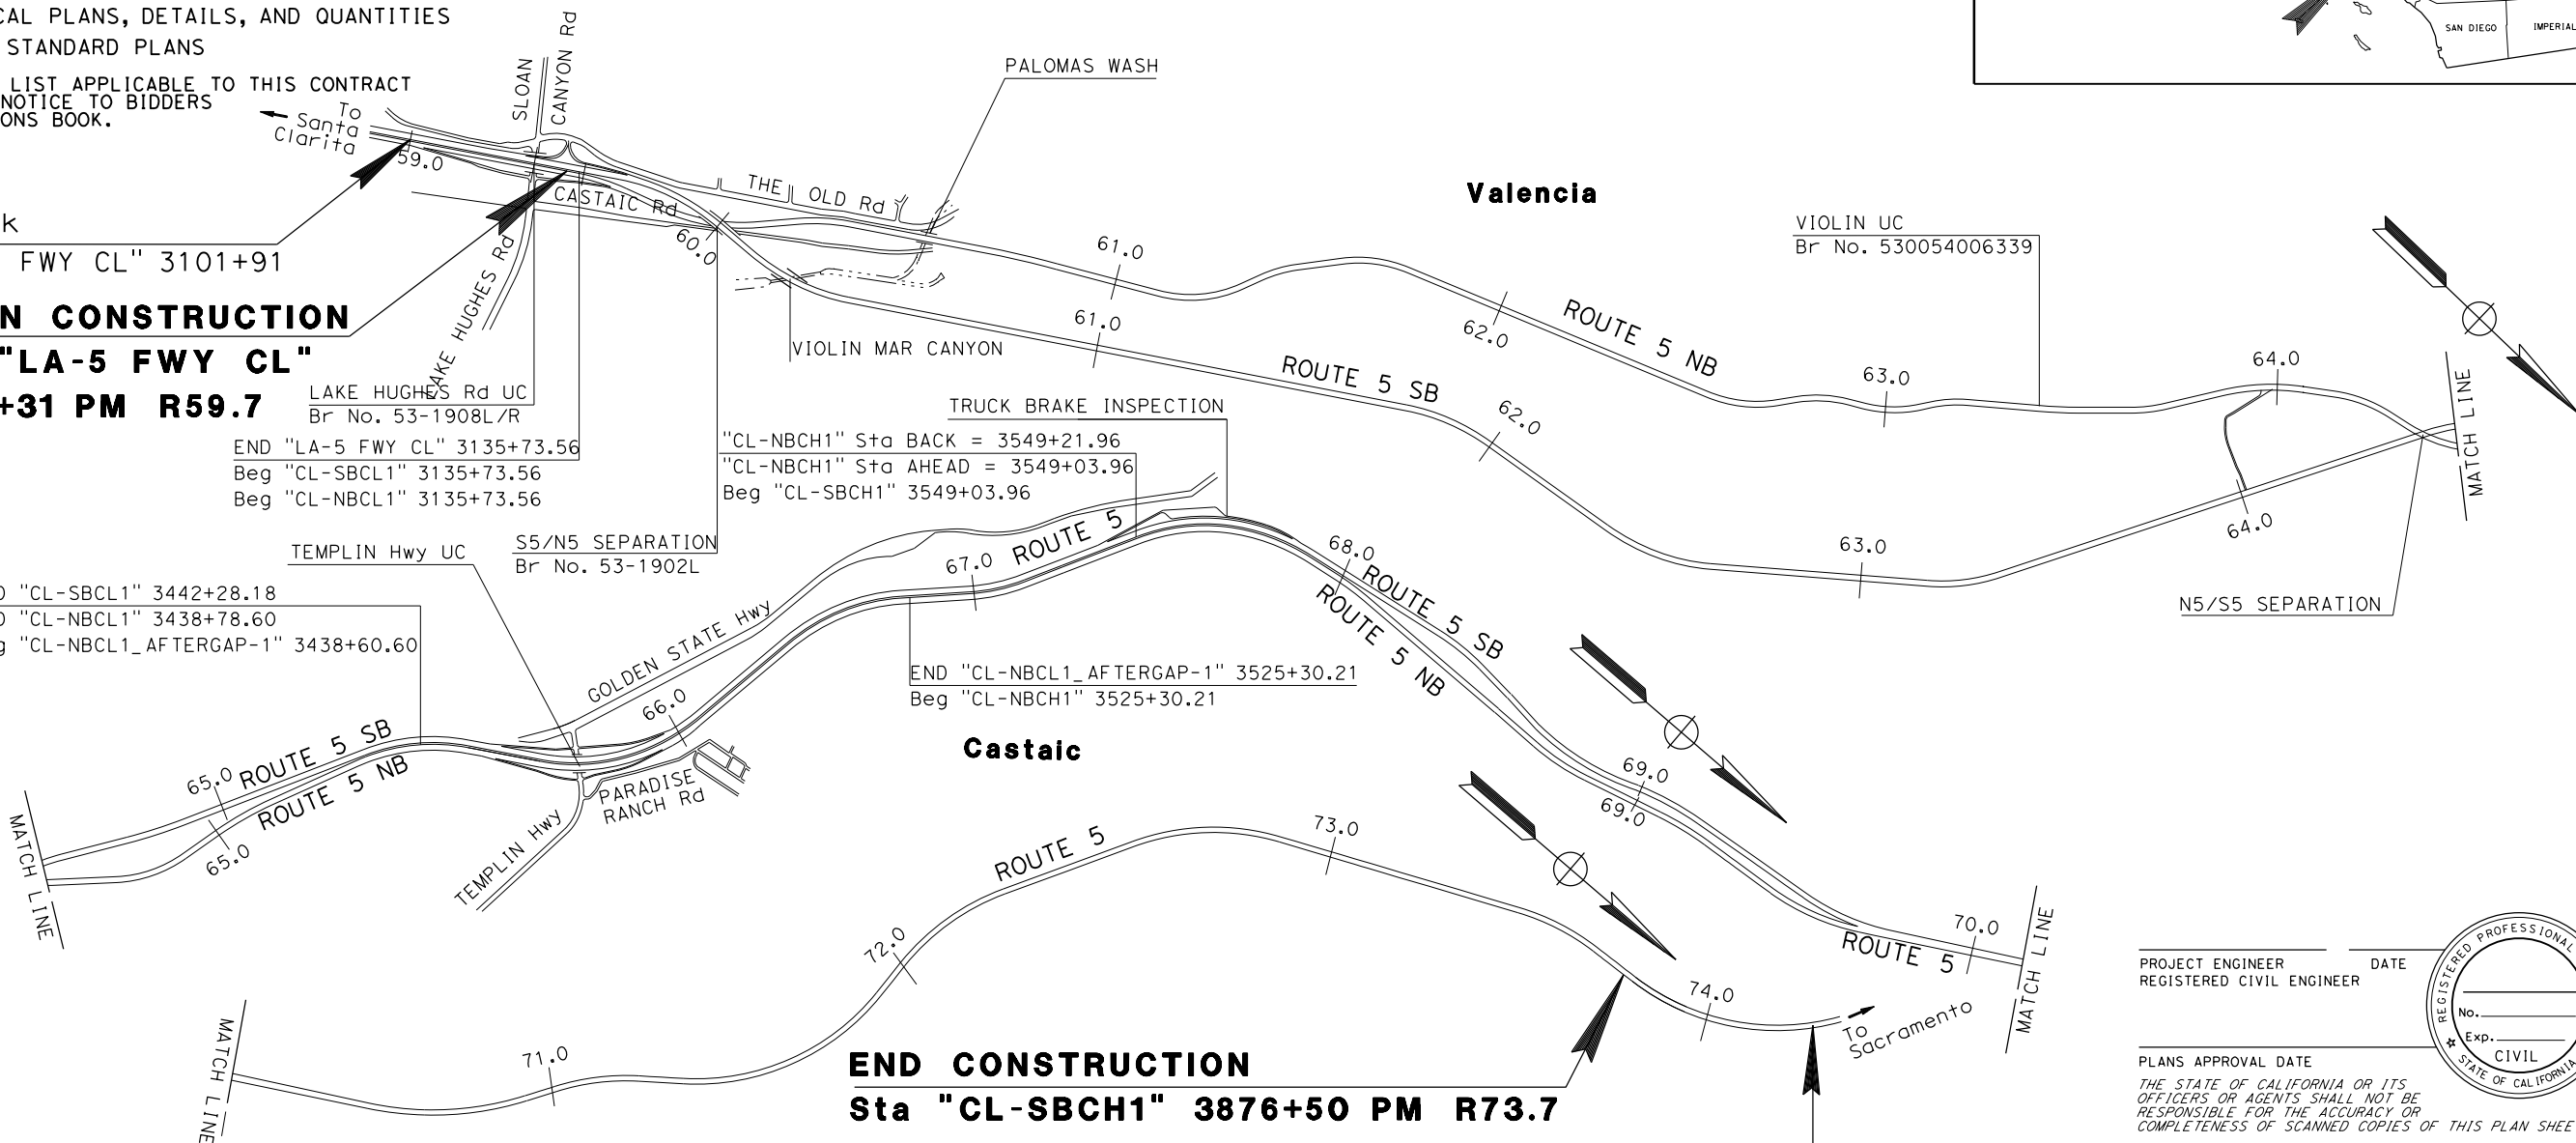 CAL PLANS, DETAILS, AND QUANTITIES
STANDARD PLANS
LIST APPLICABLE TO THIS CONTRACT
NOTICE TO BIDDERS
ONS BOOK.
To
Santa
Clarita
59.0
SLOAN
CANYON Rd
PALOMAS WASH
SAN DIEGO
IMPERIAL
THE OLD Rd
CASTAIC Rd
60.0
LAKE HUGHES Rd
k
FWY CL" 3101+91
N CONSTRUCTION
"LA-5 FWY CL"
+31 PM R59.7
Valencia
VIOLIN UC
Br No. 530054006339
61.0
61.0
62.0
62.0
ROUTE 5 NB
ROUTE 5 SB
63.0
63.0
64.0
64.0
MATCH LINE
N5/S5 SEPARATION
VIOLIN MAR CANYON
LAKE HUGHES Rd UC
Br No. 53-1908L/R
END "LA-5 FWY CL" 3135+73.56
Beg "CL-SBCL1" 3135+73.56
Beg "CL-NBCL1" 3135+73.56
TRUCK BRAKE INSPECTION
"CL-NBCH1" Sta BACK = 3549+21.96
"CL-NBCH1" Sta AHEAD = 3549+03.96
Beg "CL-SBCH1" 3549+03.96
S5/N5 SEPARATION
Br No. 53-1902L
TEMPLIN Hwy UC
D "CL-SBCL1" 3442+28.18
D "CL-NBCL1" 3438+78.60
g "CL-NBCL1_AFTERGAP-1" 3438+60.60
GOLDEN STATE Hwy
67.0
ROUTE 5
68.0
ROUTE 5 SB
ROUTE 5 NB
END "CL-NBCL1_AFTERGAP-1" 3525+30.21
Beg "CL-NBCH1" 3525+30.21
66.0
Castaic
65.0
ROUTE 5 SB
ROUTE 5 NB
65.0
MATCH LINE
PARADISE
RANCH Rd
TEMPLIN Hwy
69.0
69.0
70.0
ROUTE 5
MATCH LINE
ROUTE 5
73.0
72.0
71.0
74.0
MATCH LINE
To
Sacramento
END CONSTRUCTION
Sta "CL-SBCH1" 3876+50 PM R73.7
PROJECT ENGINEER DATE
REGISTERED CIVIL ENGINEER
PLANS APPROVAL DATE
THE STATE OF CALIFORNIA OR ITS
OFFICERS OR AGENTS SHALL NOT BE
RESPONSIBLE FOR THE ACCURACY OR
COMPLETENESS OF SCANNED COPIES OF THIS PLAN SHEE
REGISTERED PROFESSIONAL
No.
Exp.
CIVIL
STATE OF CALIFORNIA